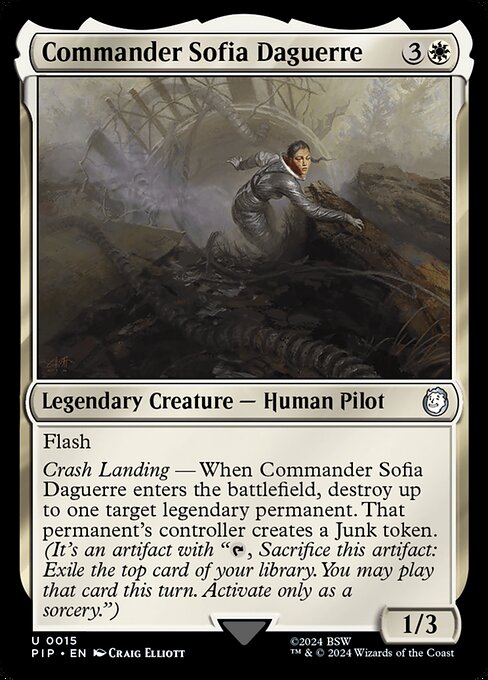 Commander Sofia Daguerre 3
Legendary Creature — Human Pilot
Flash
Crash Landing — When Commander Sofia
Daguerre enters the battlefield, destroy up
to one target legendary permanent. That
permanent's controller creates a Junk token.
(It's an artifact with “, Sacrifice this artifact:
Exile the top card of your library. You may play
that card this turn. Activate only as a
sorcery.”)
1/3
U 0015
PIP • EN Craig Elliott
©2024 BSW
™ & © 2024 Wizards of the Coast